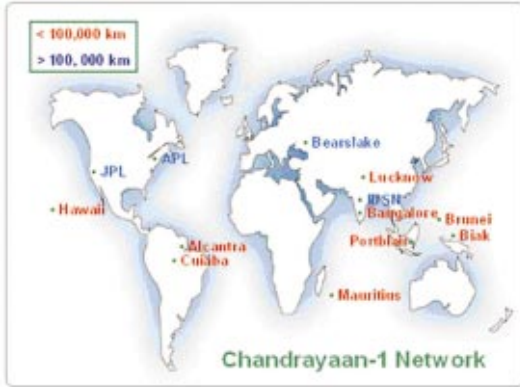 < 100,000 km
> 100, 000 km
Bearslake
JPL
APL
Lucknow
Hawaii
Bangalore
Brunei
Portblair
Biak
Alcantra
Cuiaba
Mauritius
Chandrayaan-1 Network